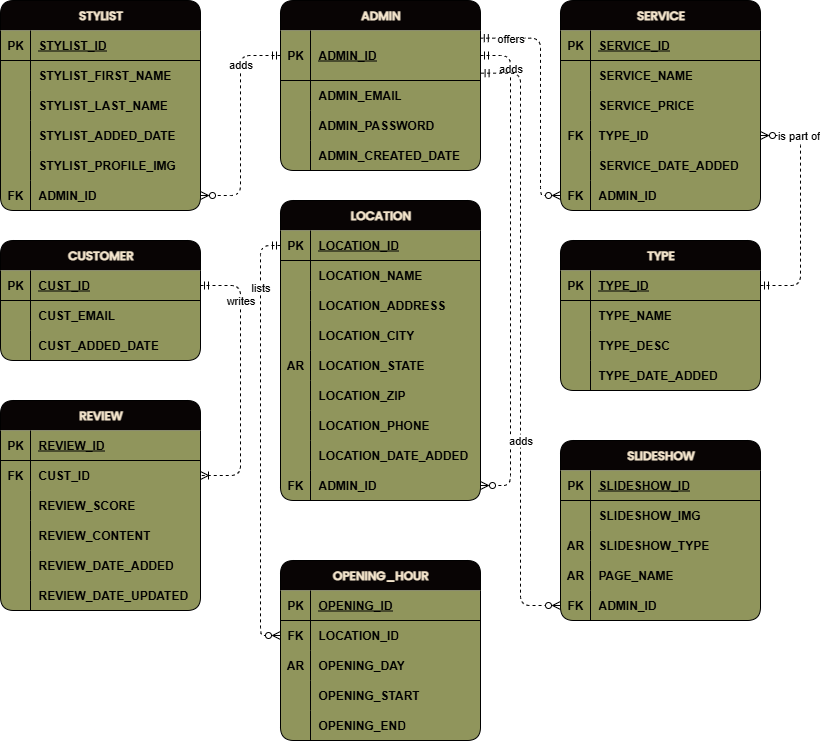 STYLIST
PK STYLIST_ID
STYLIST_FIRST_NAME
STYLIST_LAST_NAME
STYLIST_ADDED_DATE
STYLIST_PROFILE_IMG
FK ADMIN_ID
adds
ADMIN
PK ADMIN_ID
ADMIN_EMAIL
ADMIN_PASSWORD
ADMIN_CREATED_DATE
offers
adds
SERVICE
PK SERVICE_ID
SERVICE_NAME
SERVICE_PRICE
FK TYPE_ID
SERVICE_DATE_ADDED
FK ADMIN_ID
is part of
CUSTOMER
PK CUST_ID
CUST_EMAIL
CUST_ADDED_DATE
writes
lists
LOCATION
PK LOCATION_ID
LOCATION_NAME
LOCATION_ADDRESS
LOCATION_CITY
AR LOCATION_STATE
LOCATION_ZIP
LOCATION_PHONE
LOCATION_DATE_ADDED
FK ADMIN_ID
TYPE
PK TYPE_ID
TYPE_NAME
TYPE_DESC
TYPE_DATE_ADDED
REVIEW
PK REVIEW_ID
FK CUST_ID
REVIEW_SCORE
REVIEW_CONTENT
REVIEW_DATE_ADDED
REVIEW_DATE_UPDATED
adds
SLIDESHOW
PK SLIDESHOW_ID
SLIDESHOW_IMG
AR SLIDESHOW_TYPE
AR PAGE_NAME
FK ADMIN_ID
OPENING_HOUR
PK OPENING_ID
FK LOCATION_ID
AR OPENING_DAY
OPENING_START
OPENING_END